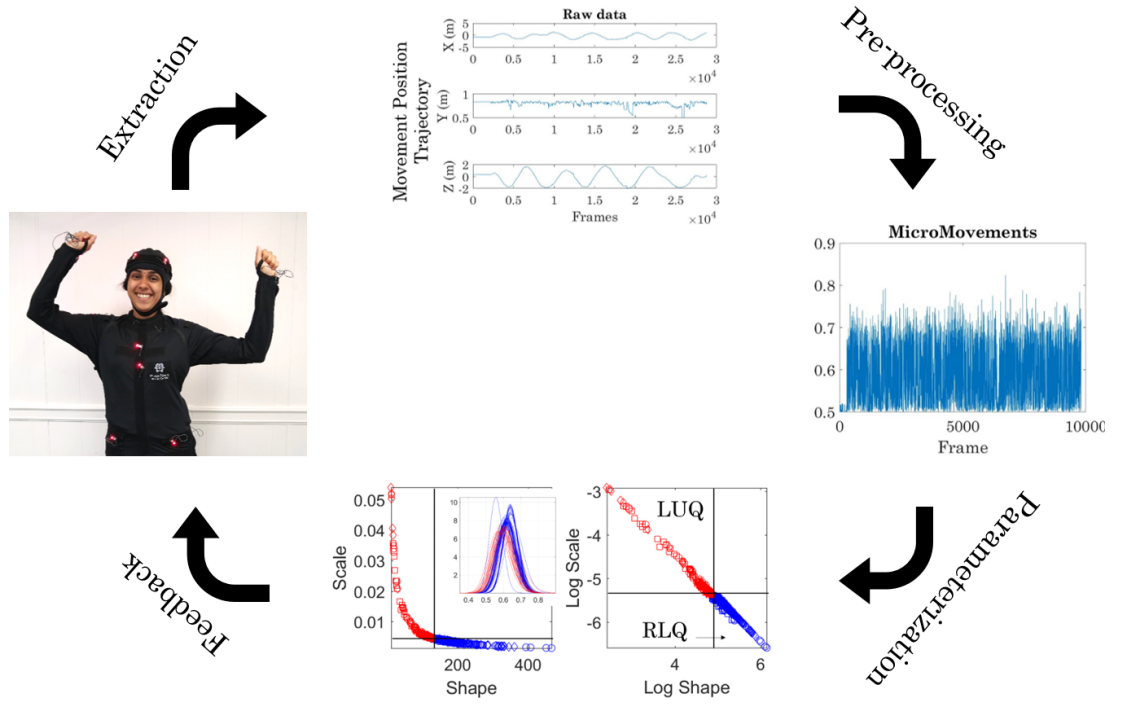 Extraction
Raw data
Movement Position
Trajectory
X (m)
5
0
-5
0 0.5 1 1.5 2 2.5 3
×10⁴
Y (m)
1
0.5
0 0.5 1 1.5 2 2.5 3
×10⁴
Z (m)
2
0
-2
0 0.5 1 1.5 2 2.5 3
×10⁴
Frames
Pre-processing
MicroMovements
0.9
0.8
0.7
0.6
0.5
0 5000 10000
Frame
Parameterization
Feedback
Scale
0.05
0.04
0.03
0.02
0.01
200 400
Shape
10
8
6
4
2
0.4 0.5 0.6 0.7 0.8
Log Scale
-3
-4
-5
-6
LUQ
RLQ
4 6
Log Shape